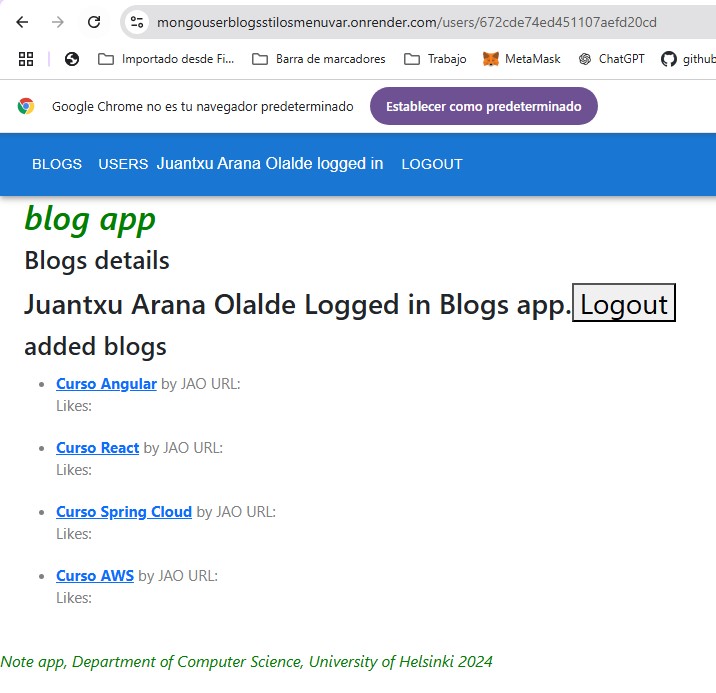 mongouserblogsstilosmenuvar.onrender.com/users/672cde74ed451107aefd20cd
Importado desde Fi... Barra de marcadores Trabajo MetaMask ChatGPT github
Google Chrome no es tu navegador predeterminado Establecer como predeterminado
BLOGS USERS Juantxu Arana Olalde logged in LOGOUT
blog app
Blogs details
Juantxu Arana Olalde Logged in Blogs app. Logout
added blogs
Curso Angular by JAO URL:
Likes:
Curso React by JAO URL:
Likes:
Curso Spring Cloud by JAO URL:
Likes:
Curso AWS by JAO URL:
Likes:
Note app, Department of Computer Science, University of Helsinki 2024